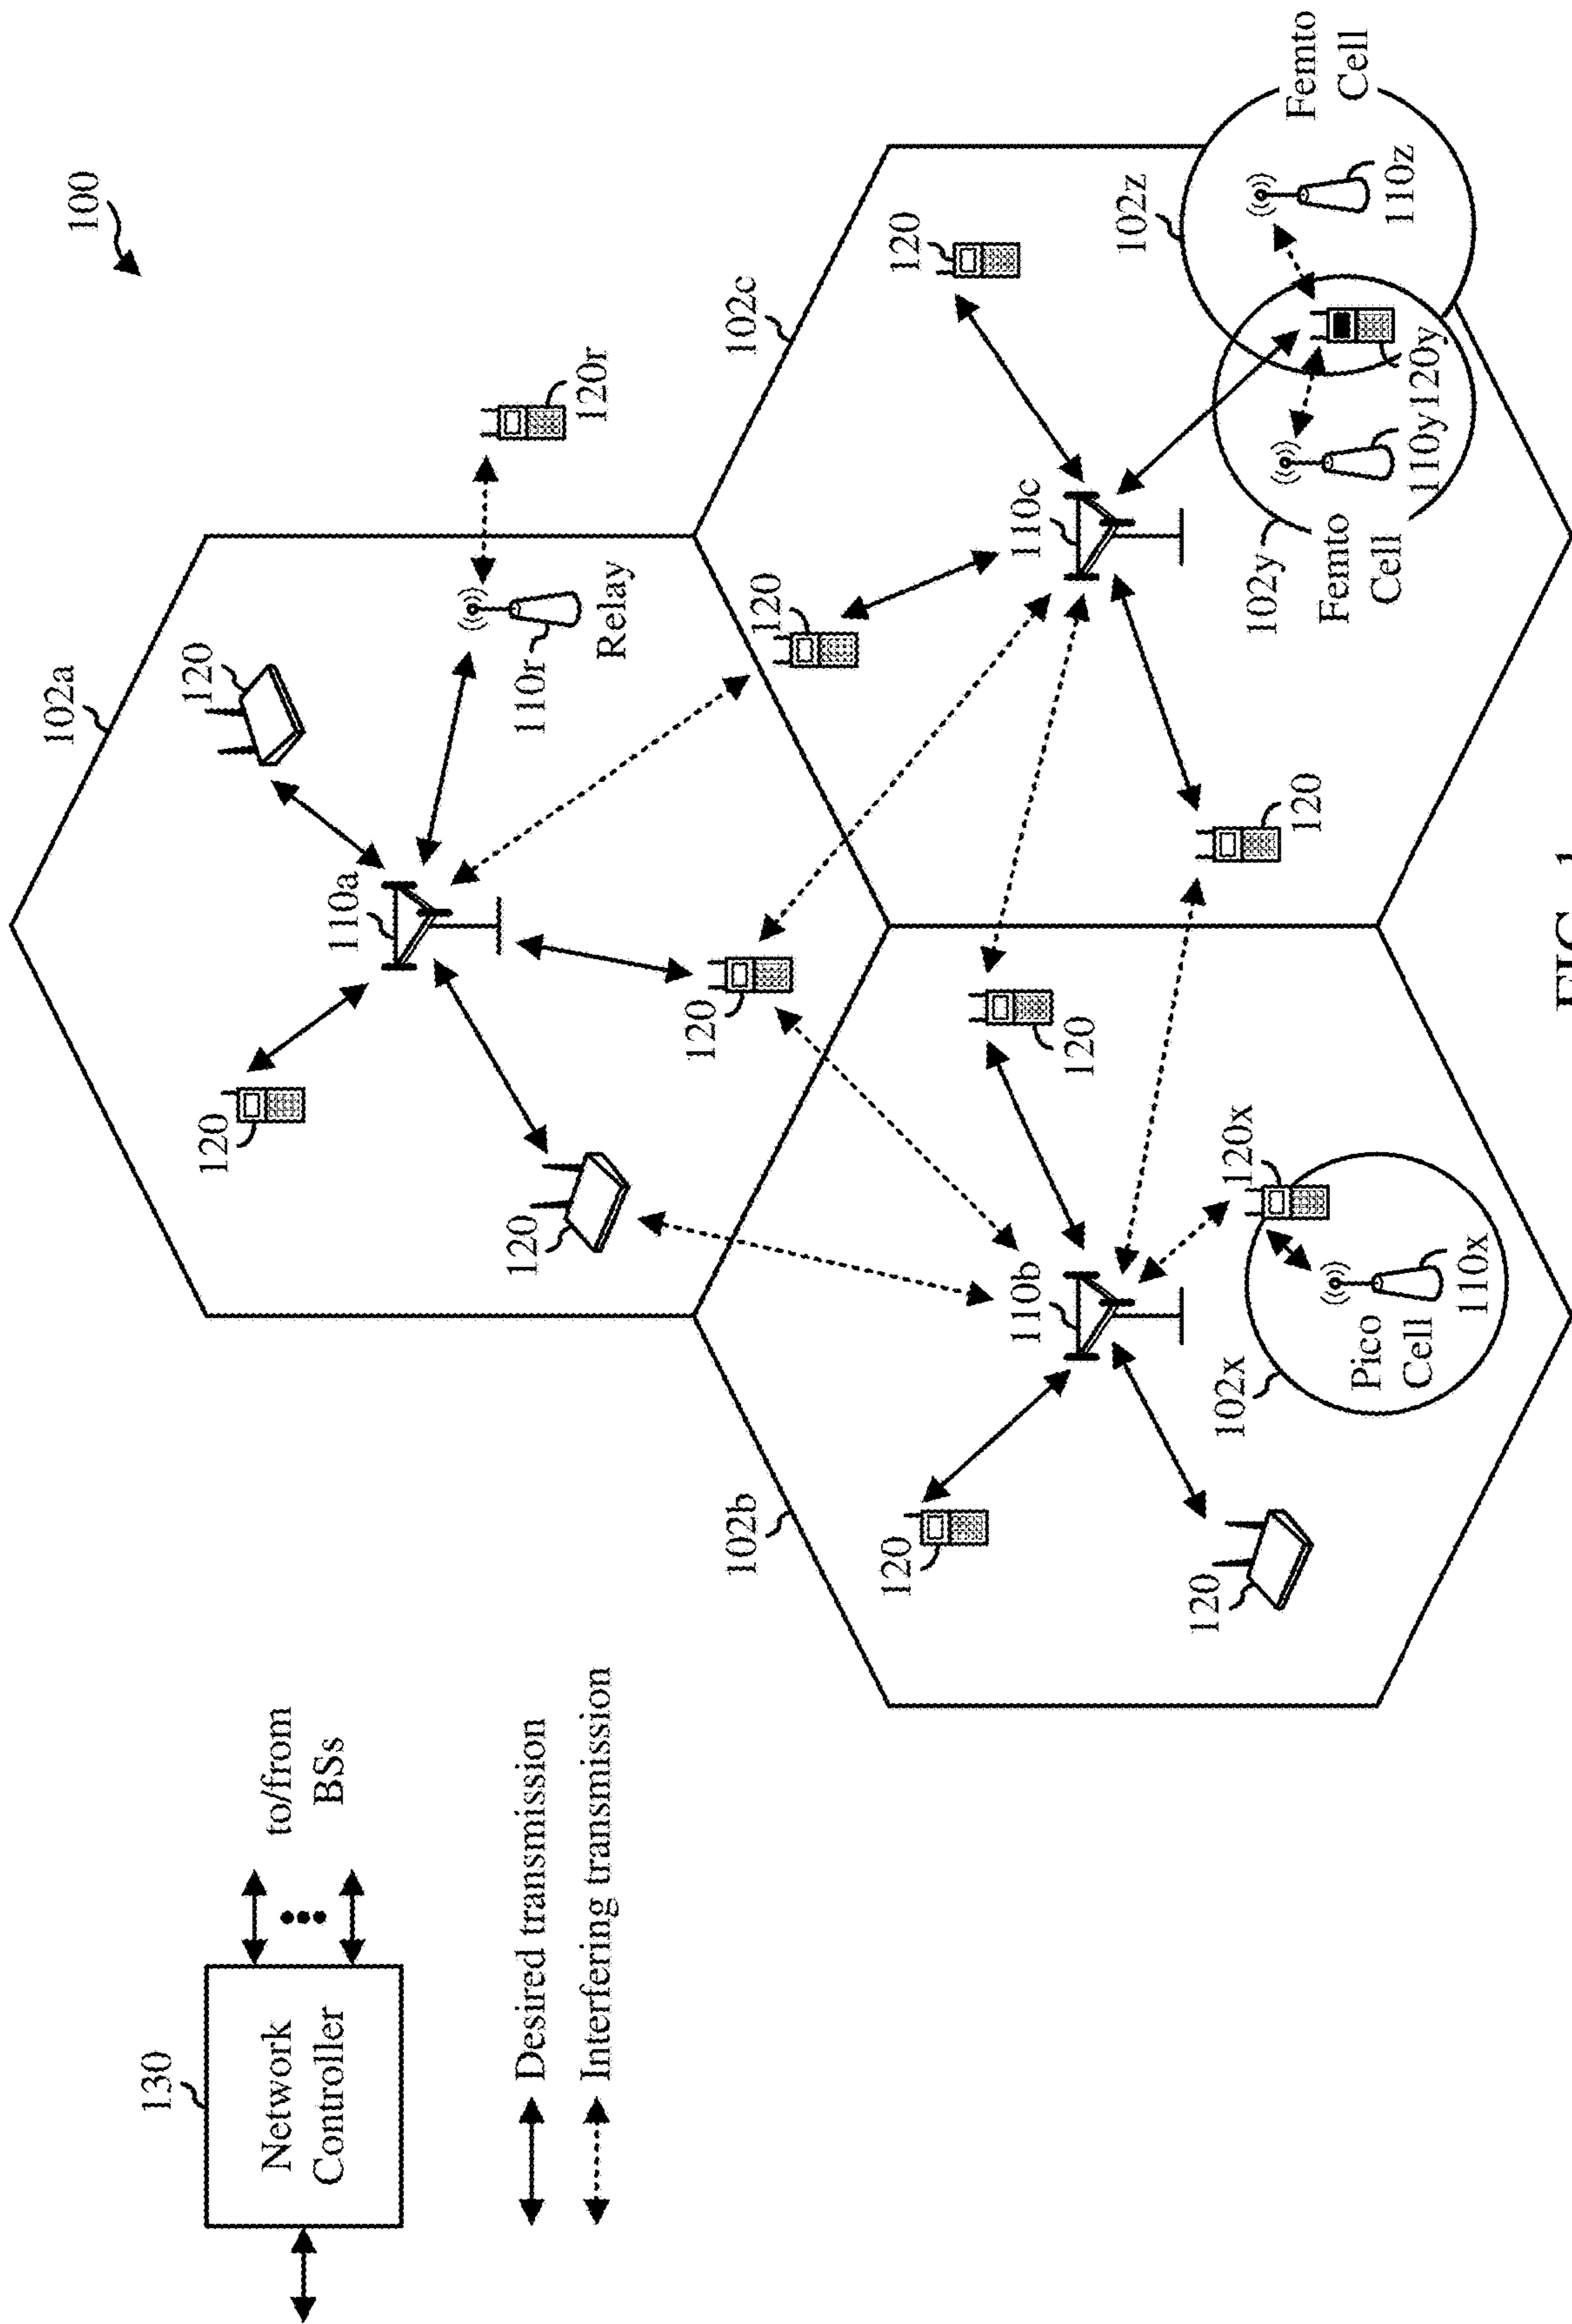 100
130
Network
Controller
to/from
BSs
Desired transmission
Interfering transmission
102a
120
120
110a
120
110r
Relay
120r
120
120
102b
120
110b
120
120
120x
102x
Pico
Cell
110x
102c
120
120
110c
120
102y
Femto
Cell
110y
120y
102z
110z
Femto
Cell
FIG. 1